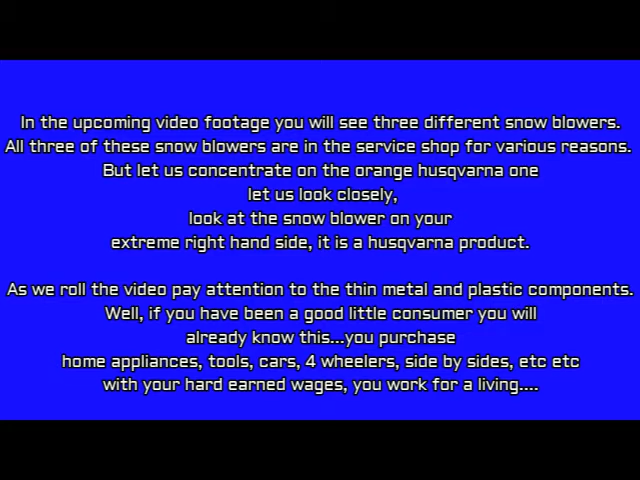 In the upcoming video footage you will see three different snow blowers.
All three of these snow blowers are in the service shop for various reasons.
But let us concentrate on the orange husqvarna one
let us look closely,
look at the snow blower on your
extreme right hand side, it is a husqvarna product.
As we roll the video pay attention to the thin metal and plastic components.
Well, if you have been a good little consumer you will
already know this...you purchase
home appliances, tools, cars, 4 wheelers, side by sides, etc etc
with your hard earned wages, you work for a living....